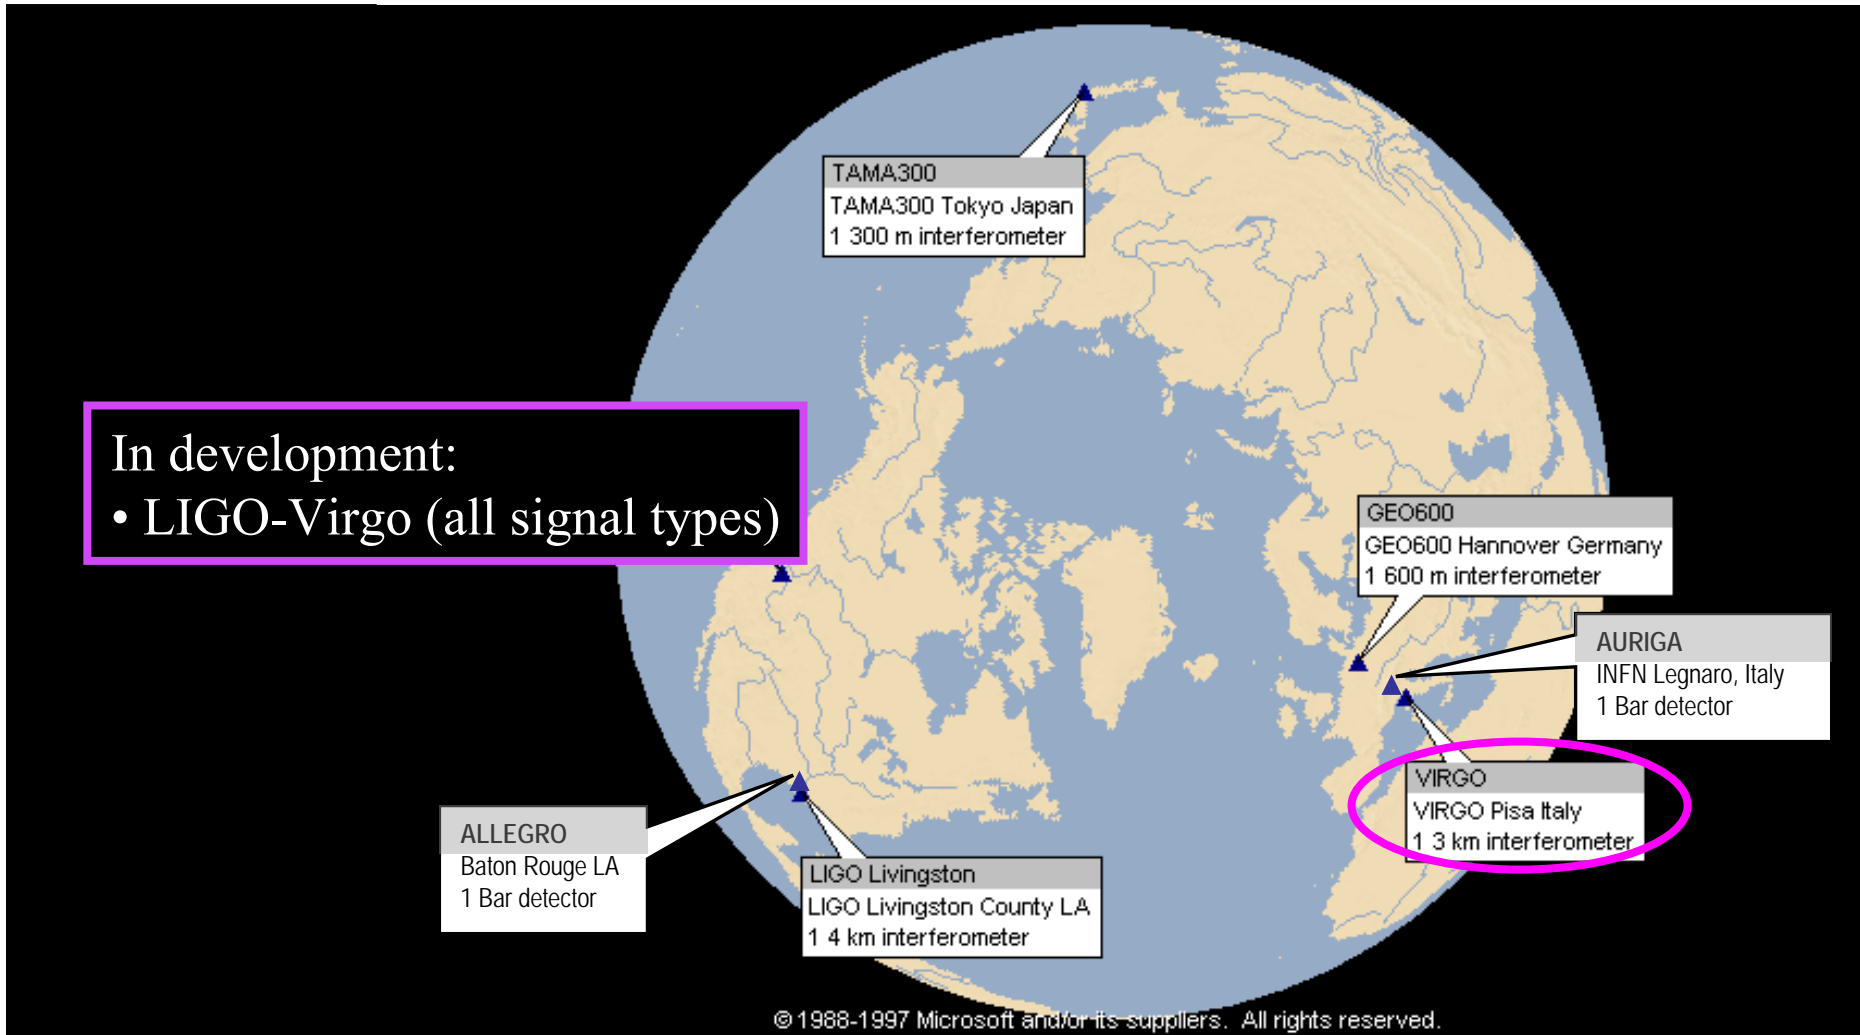 TAMA300
TAMA300 Tokyo Japan
1 300 m interferometer
In development:
• LIGO-Virgo (all signal types)
GEO600
GEO600 Hannover Germany
1 600 m interferometer
AURIGA
INFN Legnaro, Italy
1 Bar detector
VIRGO
VIRGO Pisa Italy
1 3 km interferometer
ALLEGRO
Baton Rouge LA
1 Bar detector
LIGO Livingston
LIGO Livingston County LA
1 4 km interferometer
© 1988-1997 Microsoft and/or its suppliers. All rights reserved.